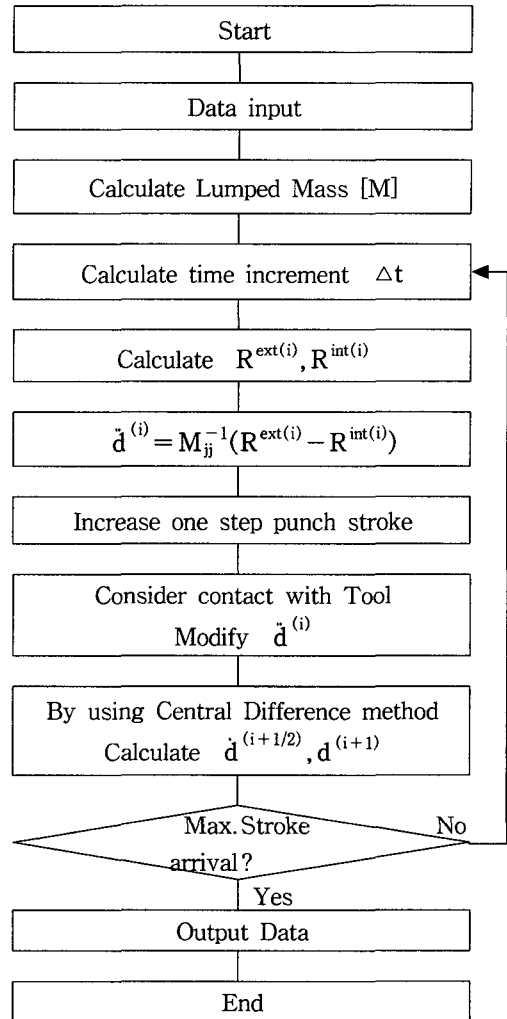 Start
Data input
Calculate Lumped Mass [M]
Calculate time increment △t
Calculate R^ext(i), R^int(i)
d̈^(i) = M_jj^-1 (R^ext(i) − R^int(i))
Increase one step punch stroke
Consider contact with Tool
Modify d̈^(i)
By using Central Difference method
Calculate ḋ^(i+1/2), d^(i+1)
Max. Stroke
arrival?
No
Yes
Output Data
End